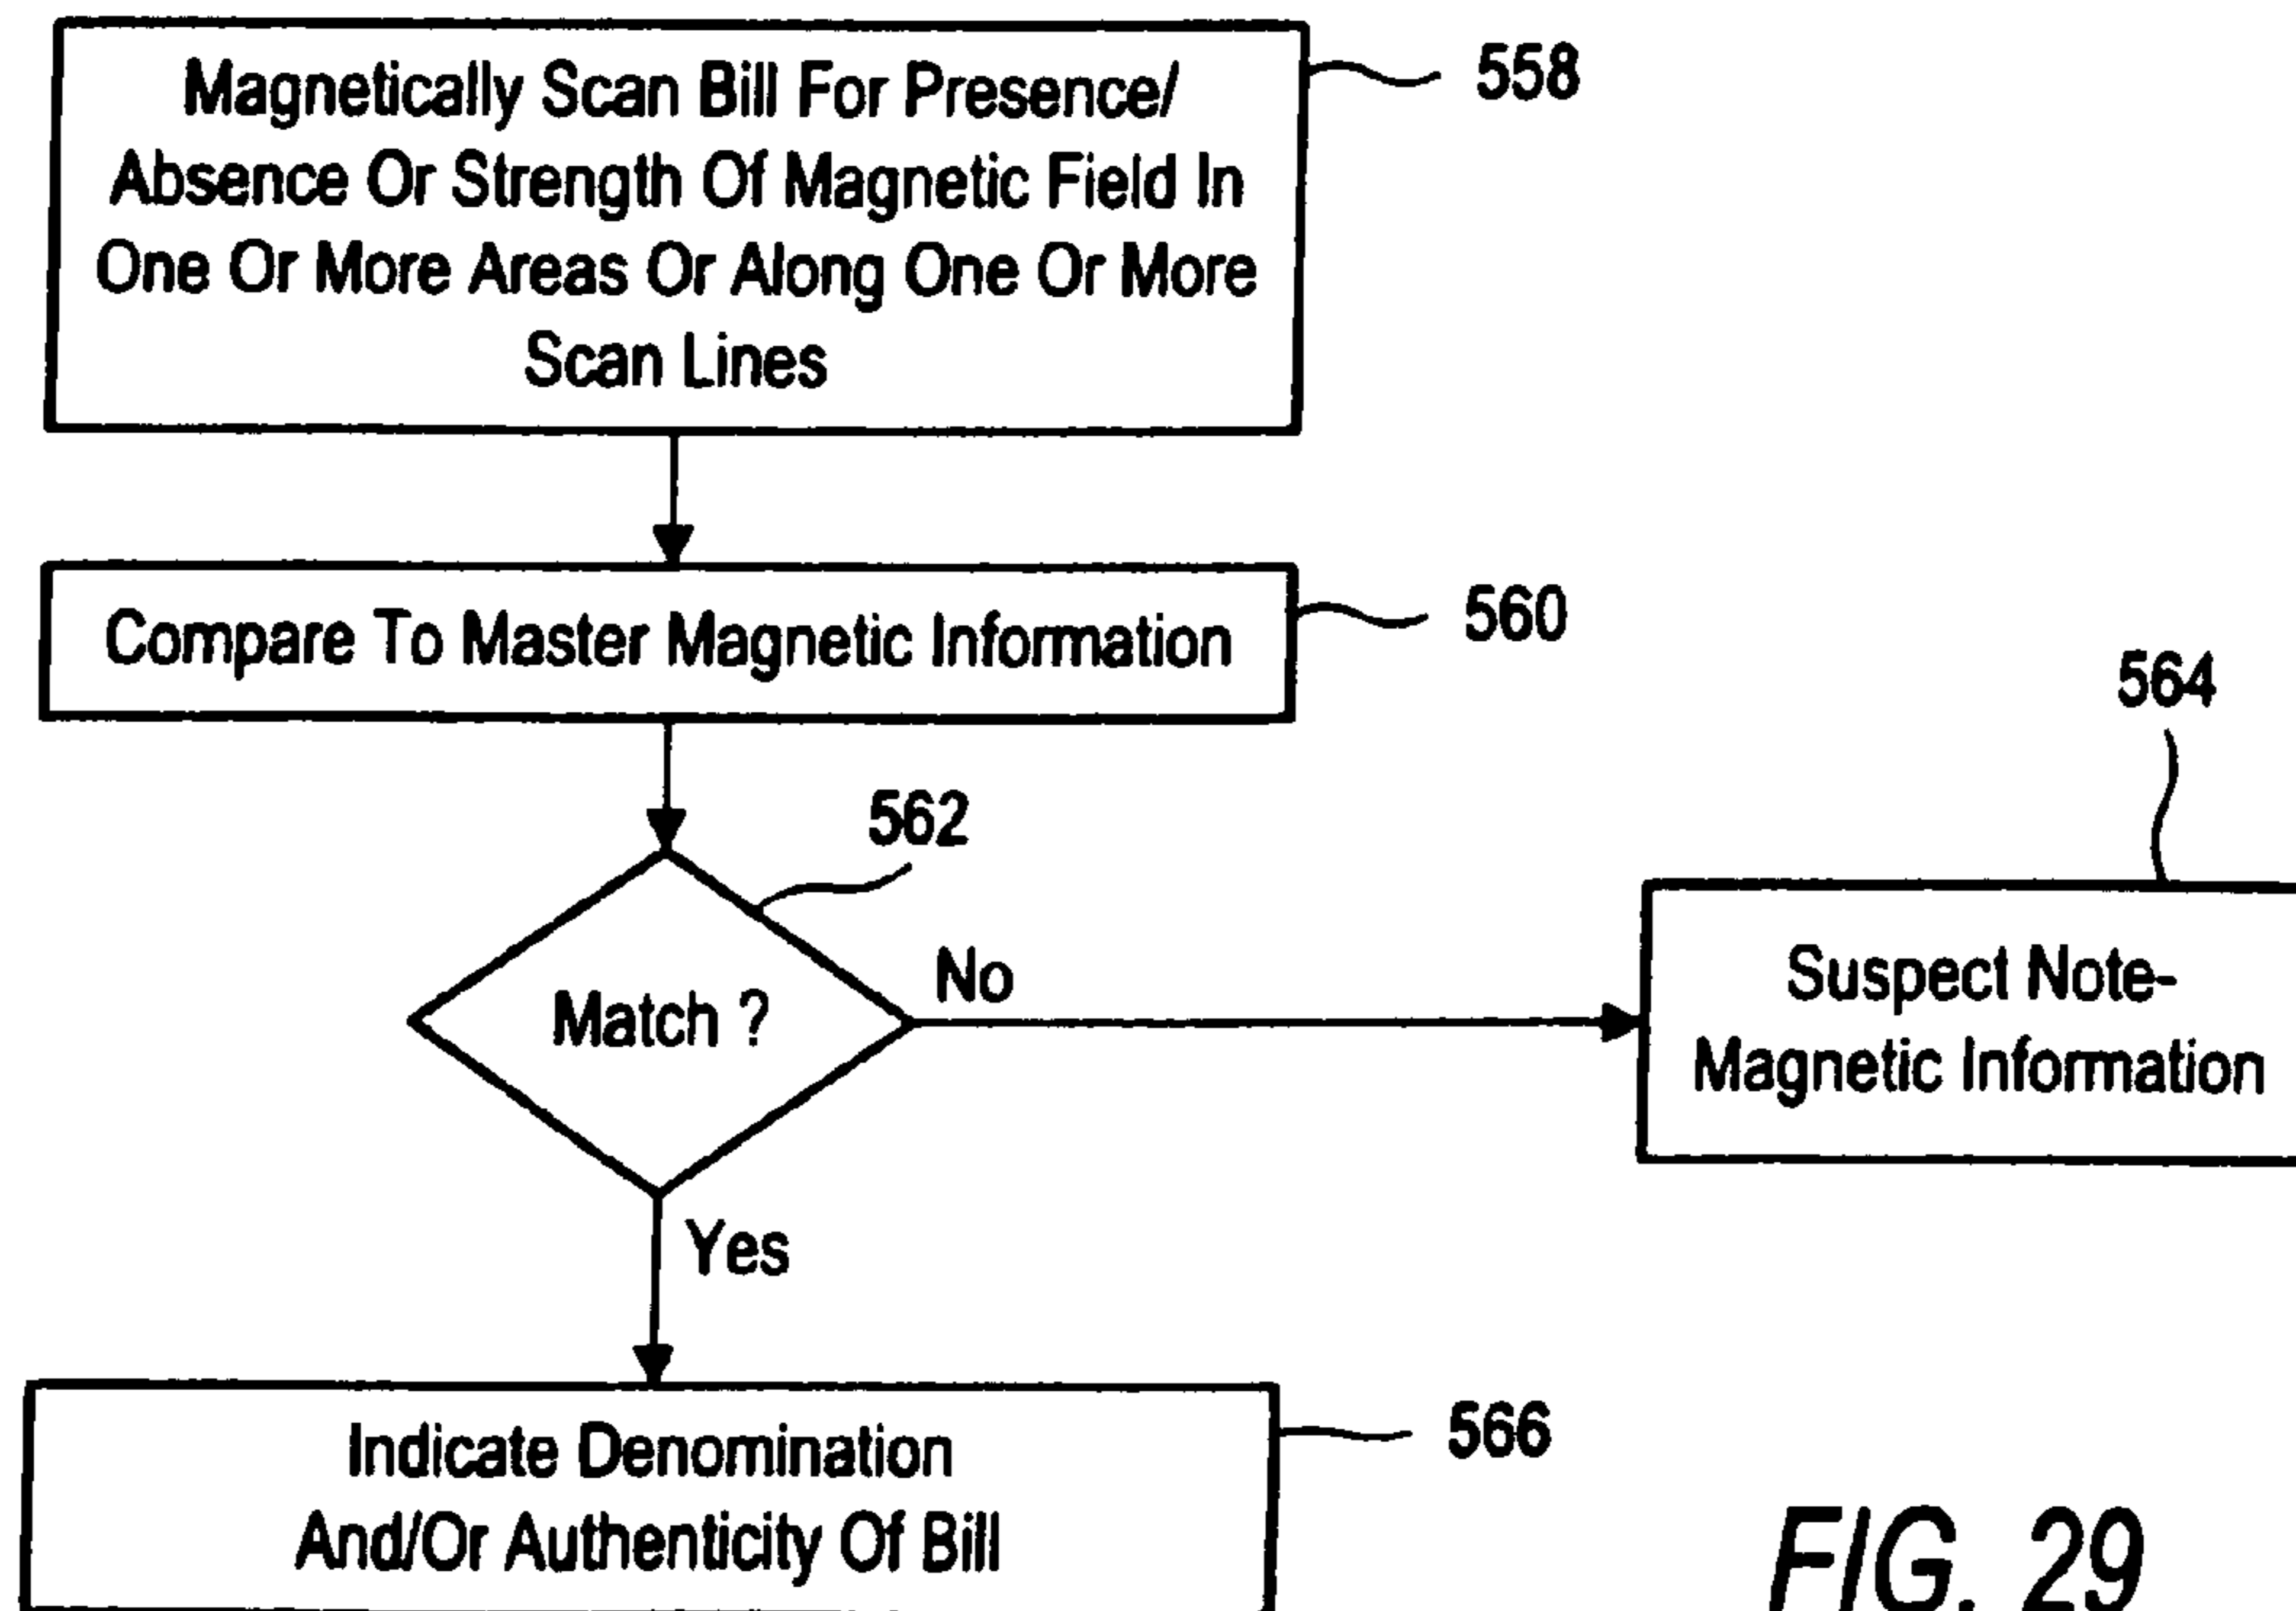 Magnetically Scan Bill For Presence/
Absence Or Strength Of Magnetic Field In
One Or More Areas Or Along One Or More
Scan Lines
558
Compare To Master Magnetic Information
560
564
562
Match ?
No
Suspect Note-
Magnetic Information
Yes
Indicate Denomination
And/Or Authenticity Of Bill
566
FIG. 29